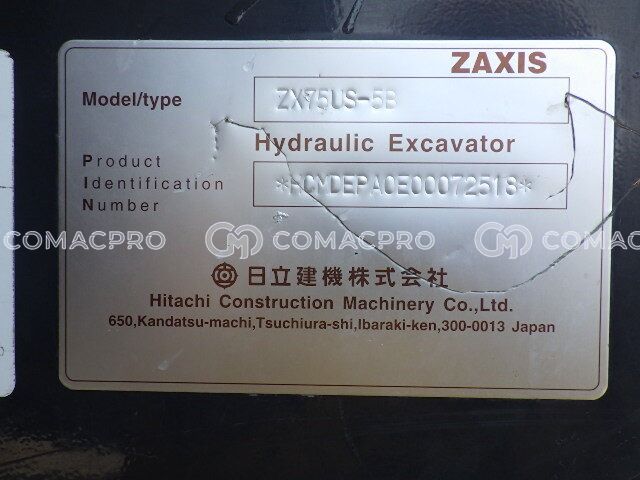 ZAXIS
Model/type ZX75US-5B
Hydraulic Excavator
Product
Identification
Number
*HCMDEPA0E00072518*
COMACPRO COMACPRO COMACPRO
日立建機株式会社
Hitachi Construction Machinery Co.,Ltd.
650,Kandatsu-machi,Tsuchiura-shi,Ibaraki-ken,300-0013 Japan